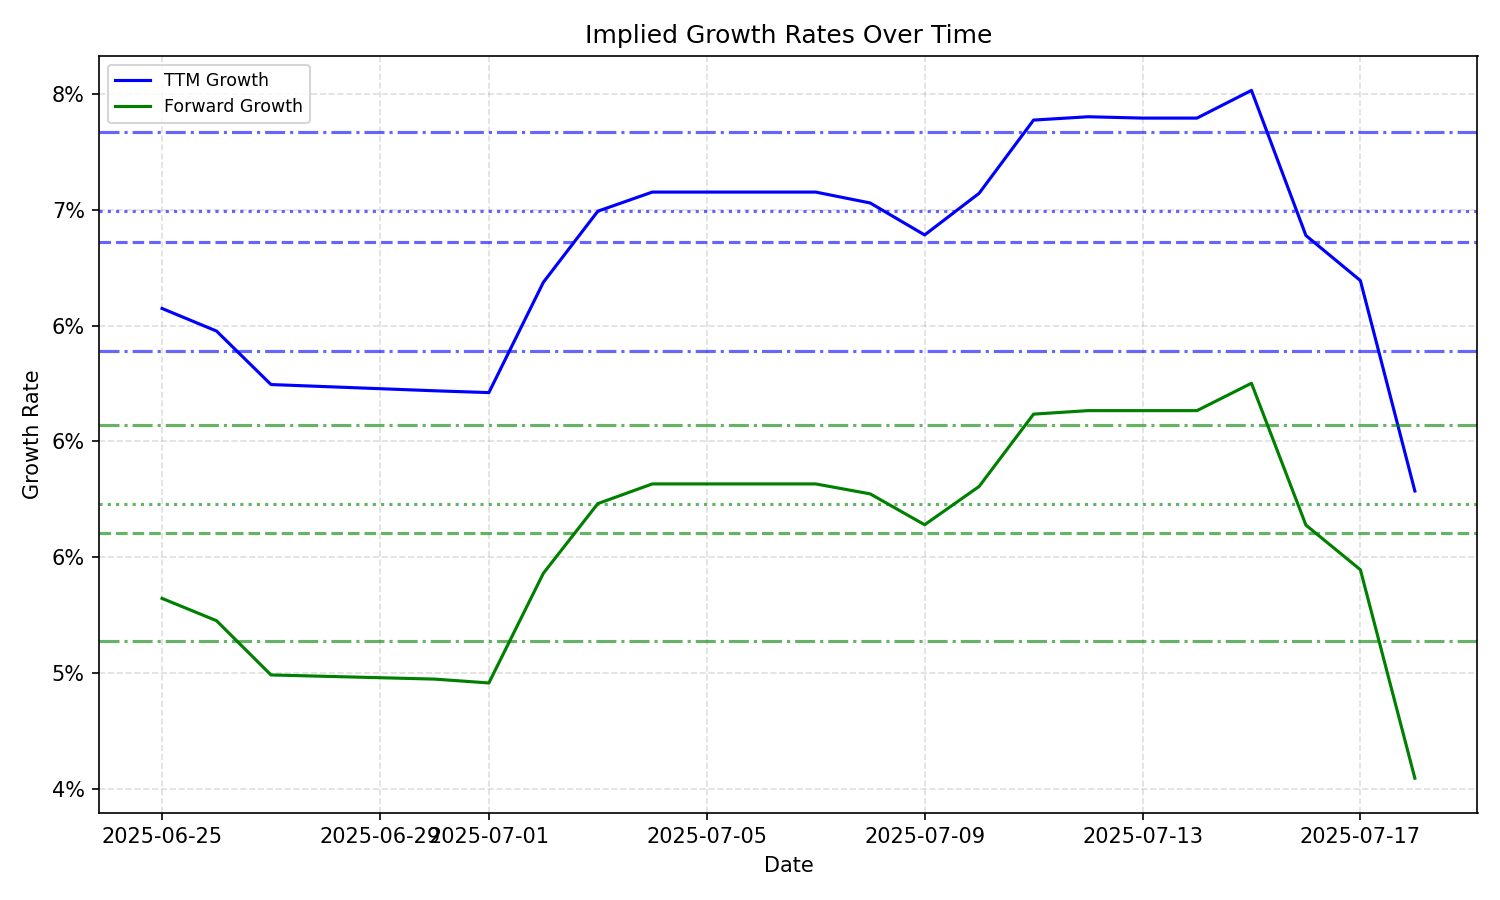 Implied Growth Rates Over Time
TTM Growth
Forward Growth
8%
7%
6%
6%
6%
5%
4%
Growth Rate
2025-06-25
2025-06-29
2025-07-01
2025-07-05
2025-07-09
2025-07-13
2025-07-17
Date